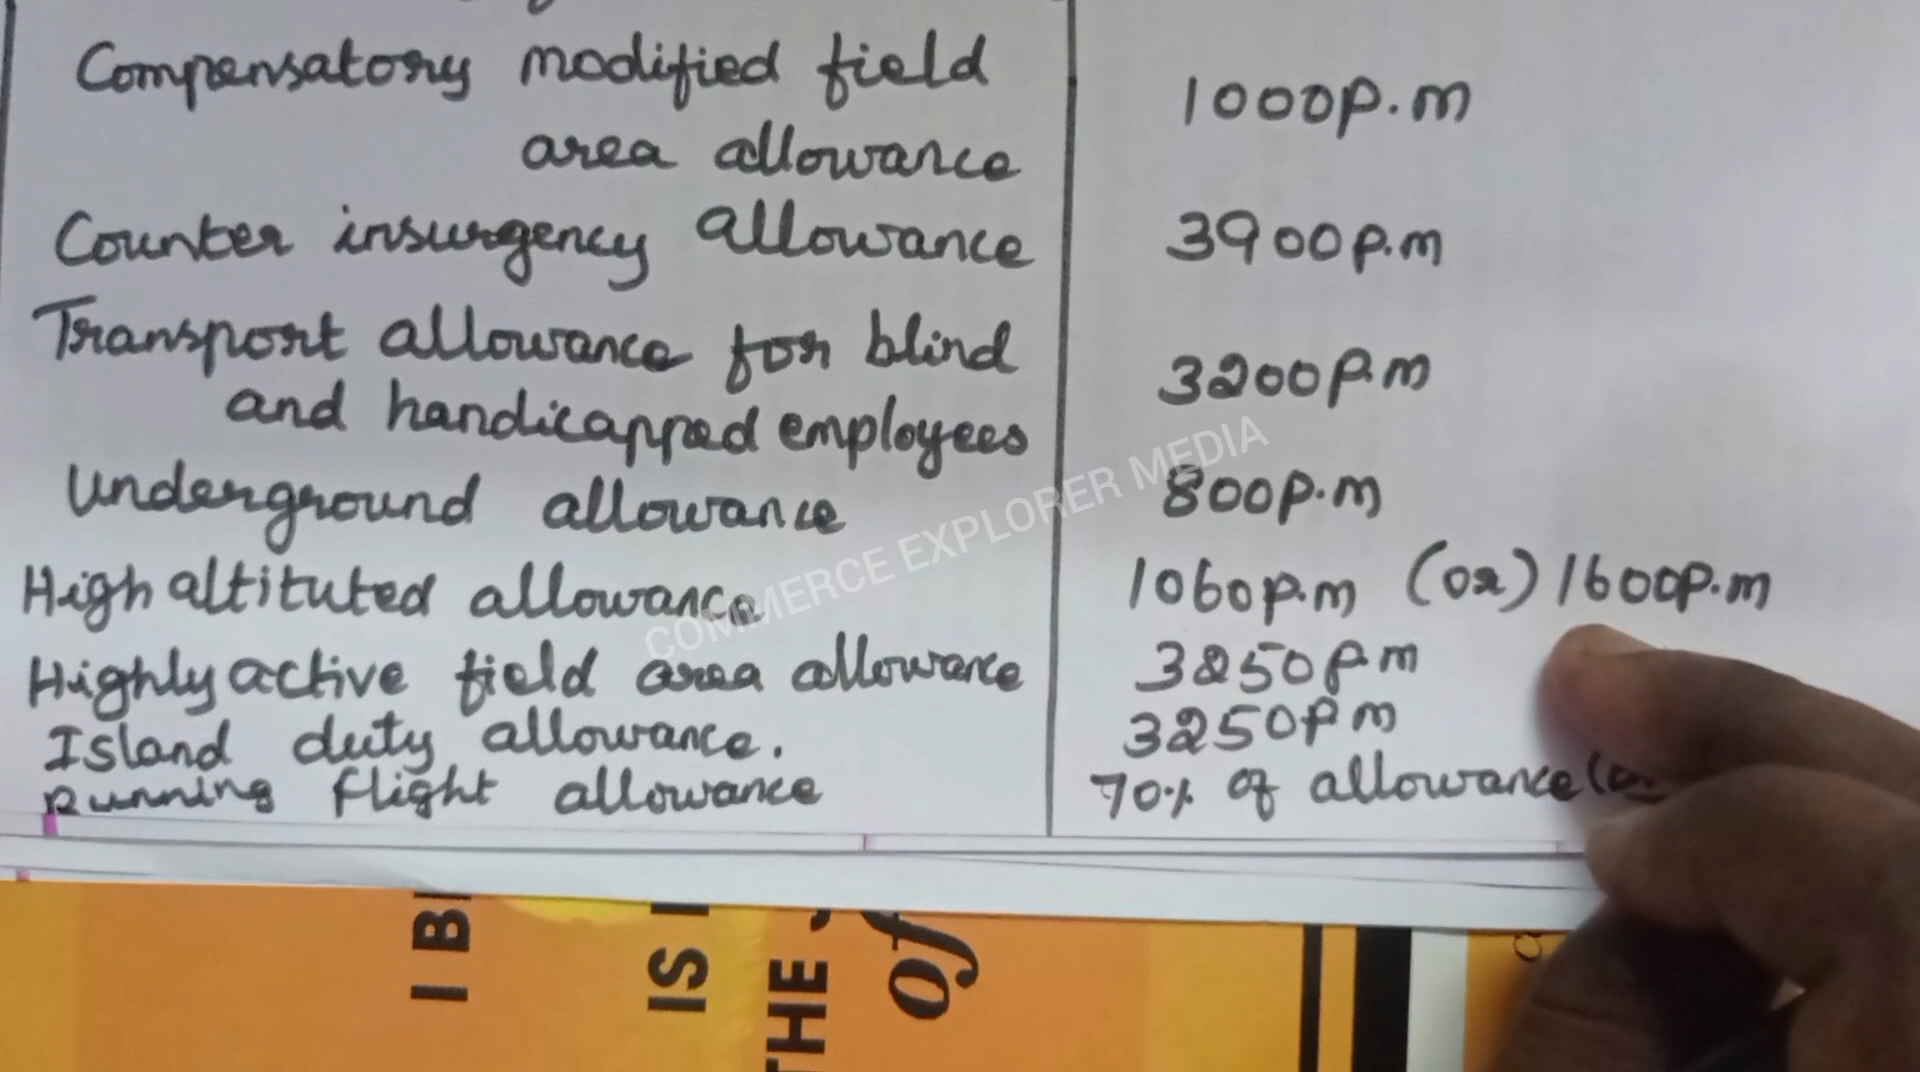 Compensatory modified field
area allowance
1000p.m
Counter insurgency allowance
3900p.m
Transport allowance for blind
and handicapped employees
3200p.m
Underground allowance
800p.m
High altituted allowance
1060p.m (or) 1600p.m
Highly active field area allowance
3250pm
Island duty allowance.
3250pm
Running flight allowance
70% of allowance
COMMERCE EXPLORER MEDIA
I B
IS
THE
of